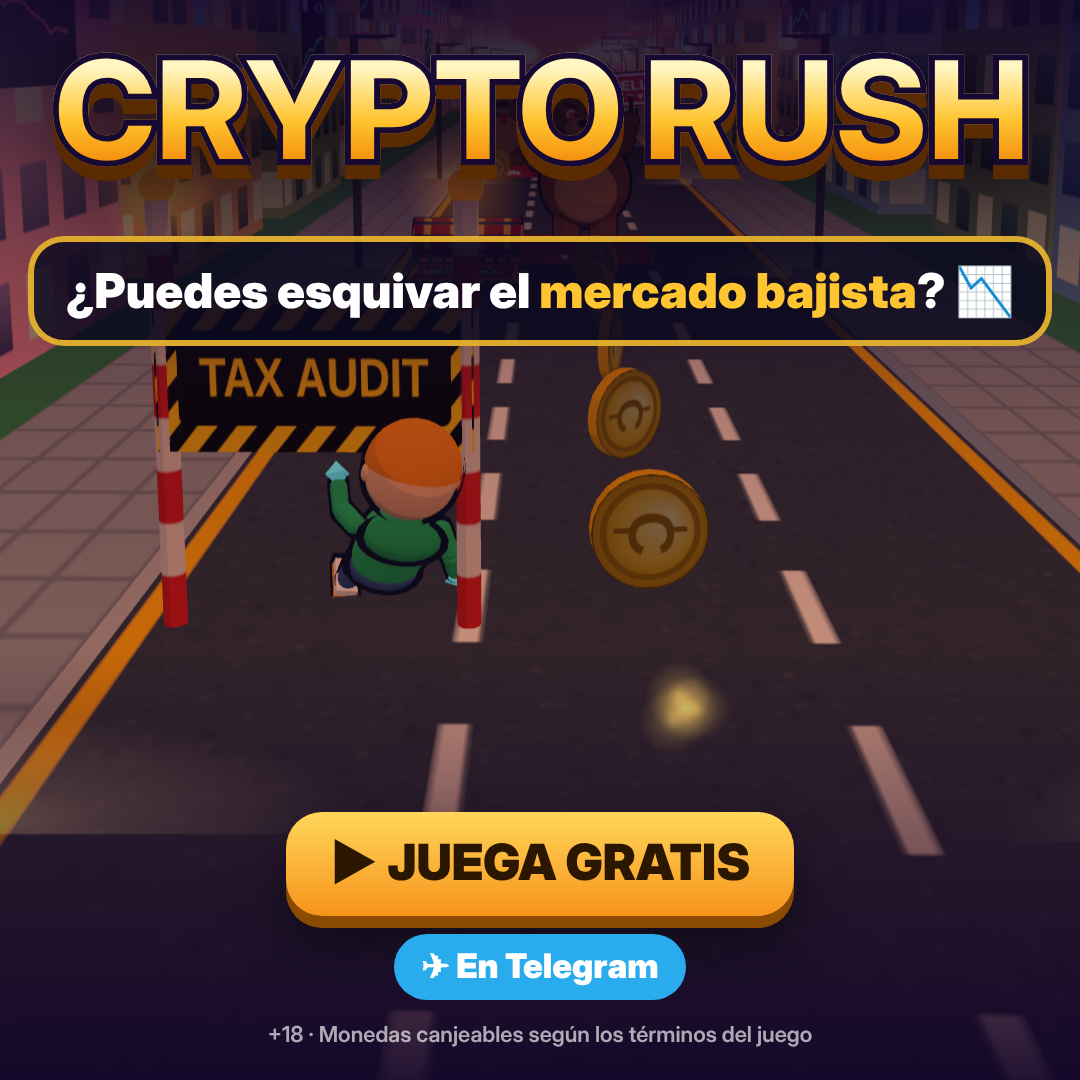 CRYPTO RUSH
¿Puedes esquivar el mercado bajista? 📉
TAX AUDIT
▶ JUEGA GRATIS
✈ En Telegram
+18 · Monedas canjeables según los términos del juego